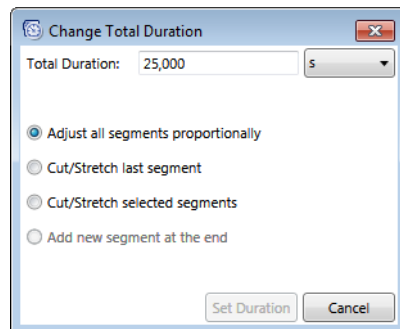 Change Total Duration
Total Duration: 25,000 s
Adjust all segments proportionally
Cut/Stretch last segment
Cut/Stretch selected segments
Add new segment at the end
Set Duration Cancel